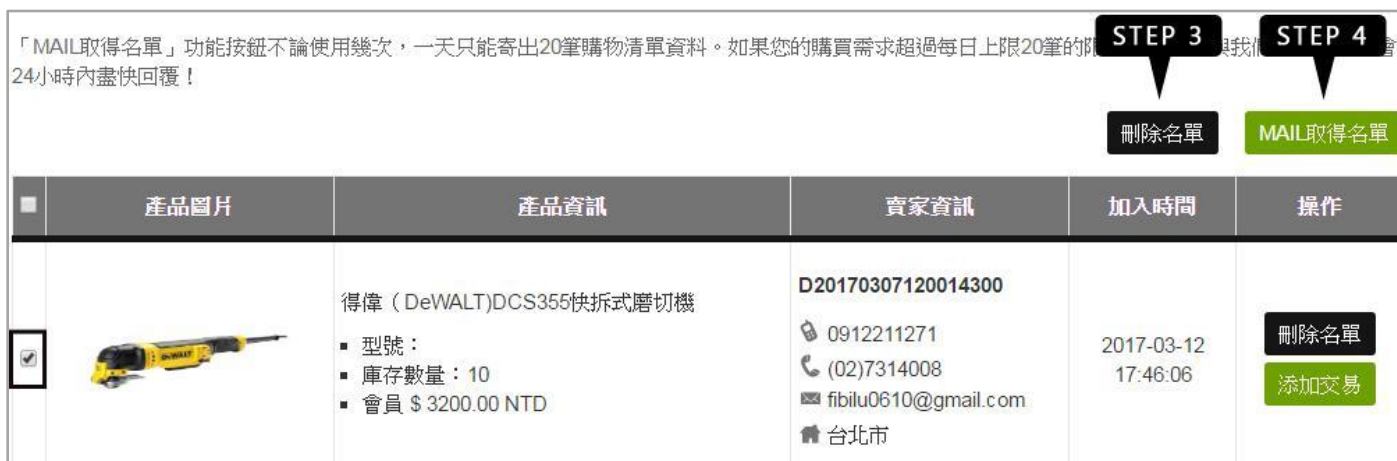 「MAIL取得名單」功能按鈕不論使用幾次，一天只能寄出20筆購物清單資料。如果您的購買需求超過每日上限20筆的限 與我們 會
24小時內盡快回覆！
STEP 3
STEP 4
刪除名單
MAIL取得名單
產品圖片 產品資訊 賣家資訊 加入時間 操作
DEWALT
得偉（DeWALT)DCS355快拆式磨切機
▪ 型號：
▪ 庫存數量：10
▪ 會員 $ 3200.00 NTD
D20170307120014300
0912211271
(02)7314008
fibilu0610@gmail.com
台北市
2017-03-12
17:46:06
刪除名單
添加交易